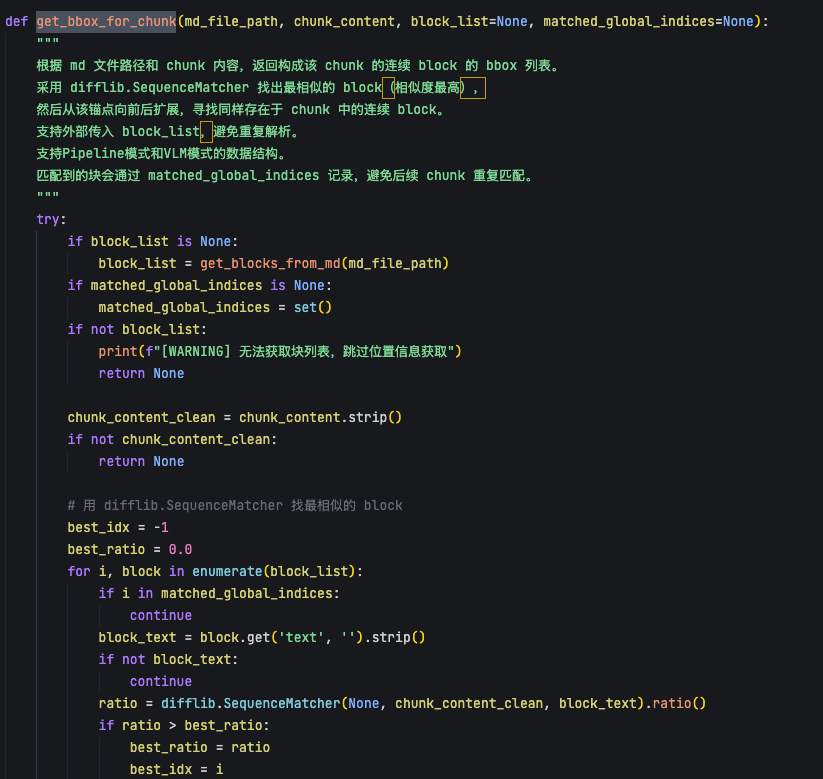 def get_bbox_for_chunk(md_file_path, chunk_content, block_list=None, matched_global_indices=None):
    """
    根据 md 文件路径和 chunk 内容，返回构成该 chunk 的连续 block 的 bbox 列表。
    采用 difflib.SequenceMatcher 找出最相似的 block（相似度最高），
    然后从该锚点向前后扩展，寻找同样存在于 chunk 中的连续 block。
    支持外部传入 block_list，避免重复解析。
    支持Pipeline模式和VLM模式的数据结构。
    匹配到的块会通过 matched_global_indices 记录，避免后续 chunk 重复匹配。
    """
    try:
        if block_list is None:
            block_list = get_blocks_from_md(md_file_path)
        if matched_global_indices is None:
            matched_global_indices = set()
        if not block_list:
            print(f"[WARNING] 无法获取块列表，跳过位置信息获取")
            return None

        chunk_content_clean = chunk_content.strip()
        if not chunk_content_clean:
            return None

        # 用 difflib.SequenceMatcher 找最相似的 block
        best_idx = -1
        best_ratio = 0.0
        for i, block in enumerate(block_list):
            if i in matched_global_indices:
                continue
            block_text = block.get('text', '').strip()
            if not block_text:
                continue
            ratio = difflib.SequenceMatcher(None, chunk_content_clean, block_text).ratio()
            if ratio > best_ratio:
                best_ratio = ratio
                best_idx = i